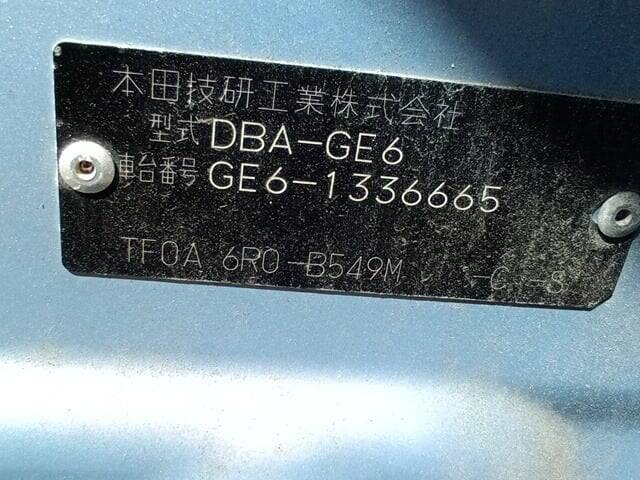 本田技研工業株式会社
型式 DBA-GE6
車台番号 GE6-1336665
TF0A 6R0-B549M -C -S